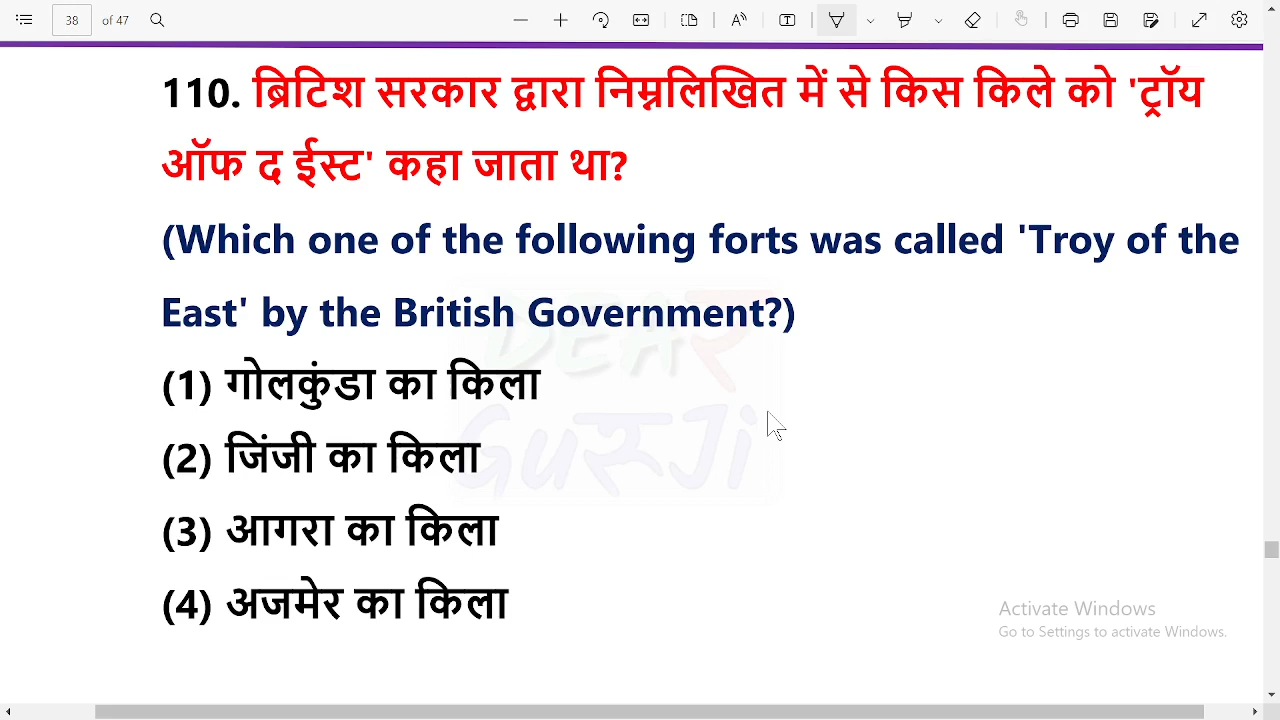 38 of 47
110. ब्रिटिश सरकार द्वारा निम्नलिखित में से किस किले को 'ट्रॉय
ऑफ द ईस्ट' कहा जाता था?
(Which one of the following forts was called 'Troy of the
East' by the British Government?)
(1) गोलकुंडा का किला
(2) जिंजी का किला
(3) आगरा का किला
(4) अजमेर का किला
DEAR
GuruJi
Activate Windows
Go to Settings to activate Windows.